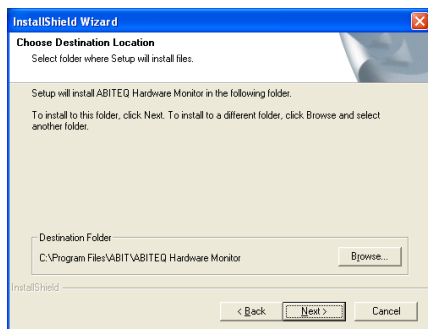 InstallShield Wizard
Choose Destination Location
Select folder where Setup will install files.
Setup will install ABITEQ Hardware Monitor in the following folder.
To install to this folder, click Next. To install to a different folder, click Browse and select
another folder.
Destination Folder
C:\Program Files\ABIT\ABITEQ Hardware Monitor
Browse...
InstallShield
< Back
Next >
Cancel